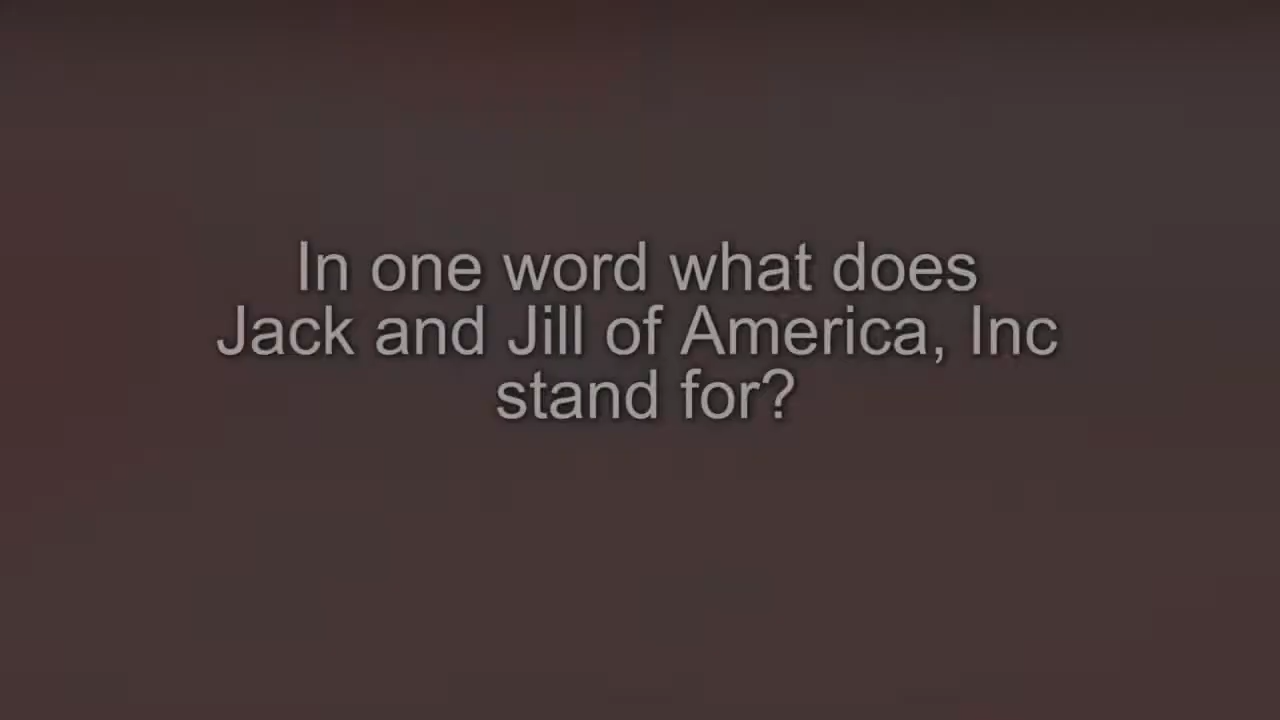 In one word what does
Jack and Jill of America, Inc
stand for?